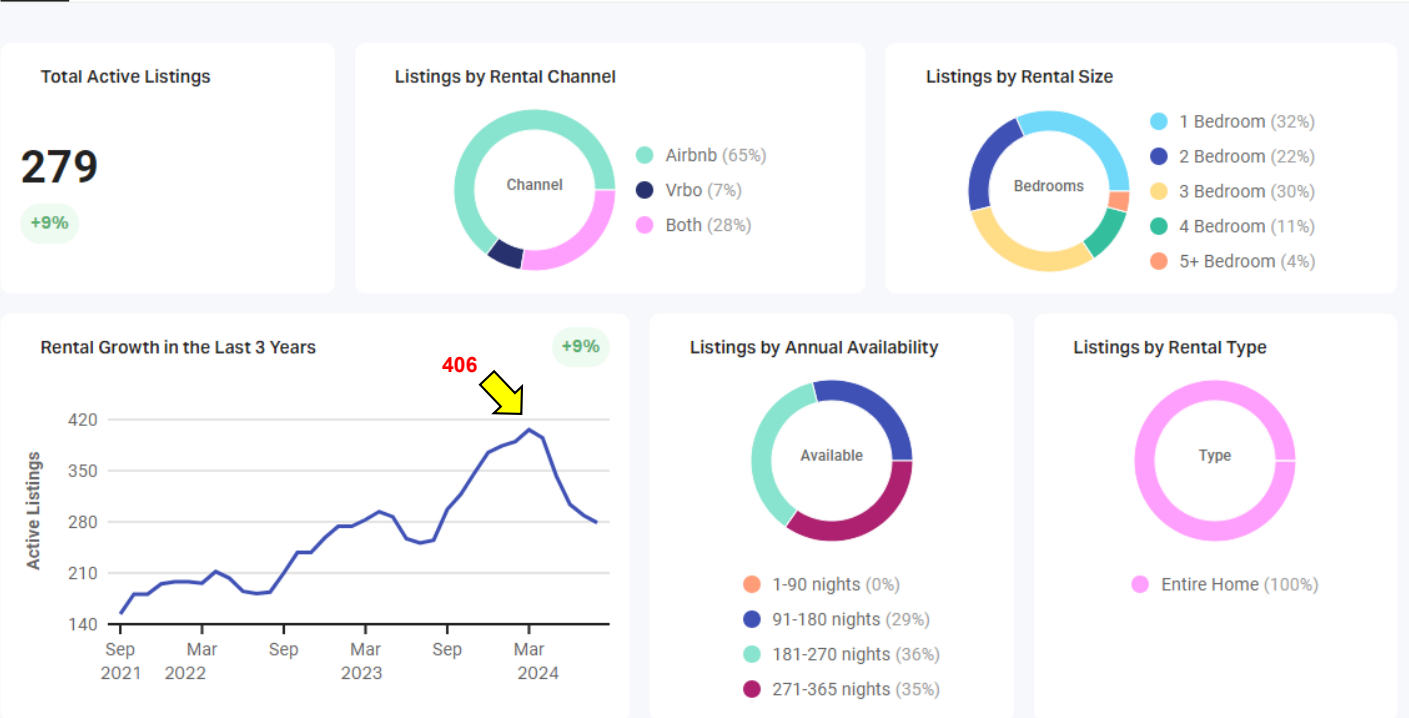 Total Active Listings
279
+9%
Listings by Rental Channel
Channel
Airbnb (65%)
Vrbo (7%)
Both (28%)
Listings by Rental Size
Bedrooms
1 Bedroom (32%)
2 Bedroom (22%)
3 Bedroom (30%)
4 Bedroom (11%)
5+ Bedroom (4%)
Rental Growth in the Last 3 Years
+9%
406
Active Listings
420
350
280
210
140
Sep Mar Sep Mar Sep Mar
2021 2022 2023 2024
Listings by Annual Availability
Available
1-90 nights (0%)
91-180 nights (29%)
181-270 nights (36%)
271-365 nights (35%)
Listings by Rental Type
Type
Entire Home (100%)